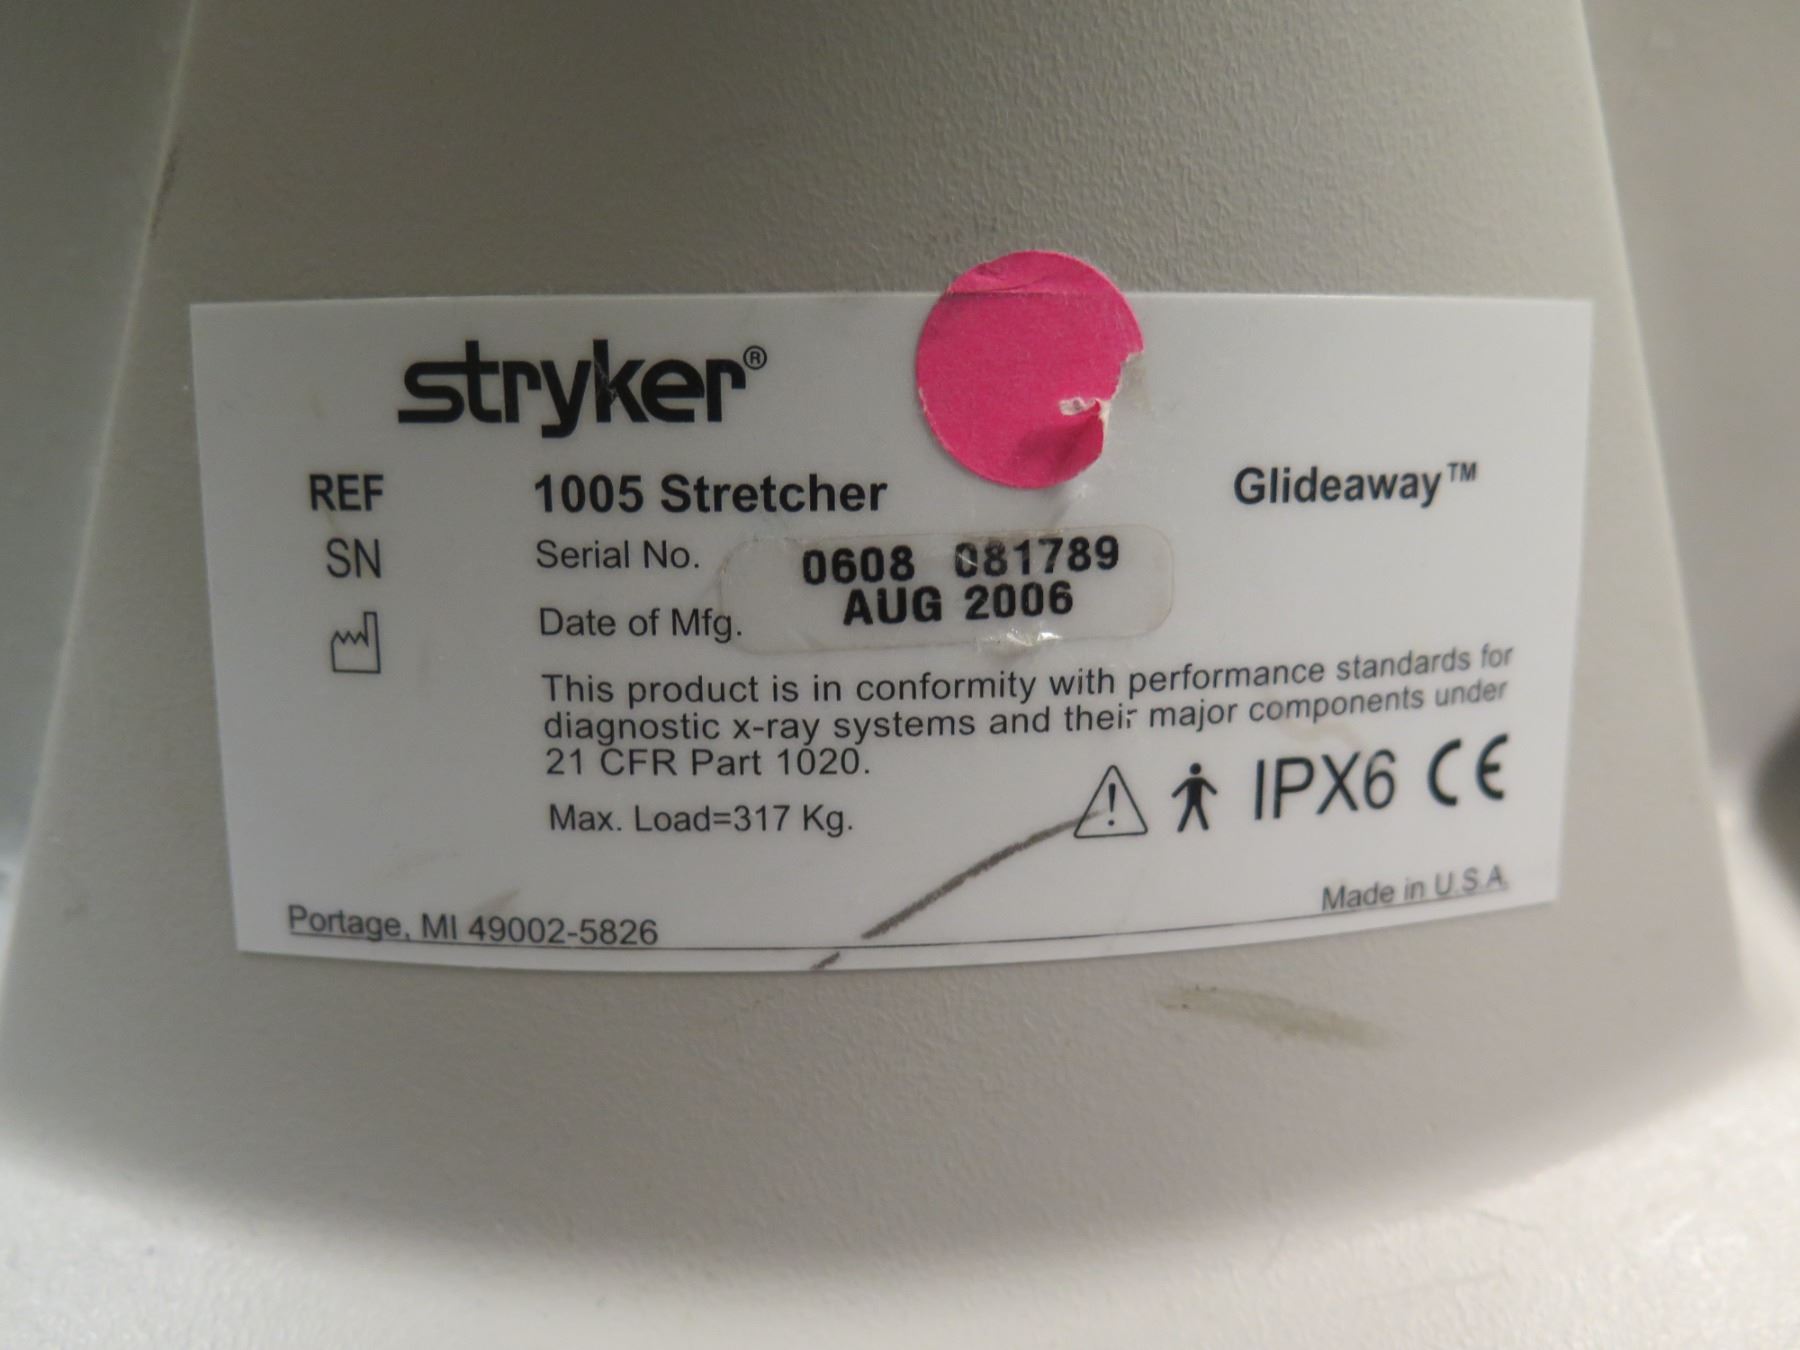 stryker®
REF 1005 Stretcher Glideaway™
SN Serial No. 0608 081789
Date of Mfg. AUG 2006
This product is in conformity with performance standards for
diagnostic x-ray systems and their major components under
21 CFR Part 1020.
Max. Load=317 Kg. IPX6 CE
Portage, MI 49002-5826 Made in U.S.A.